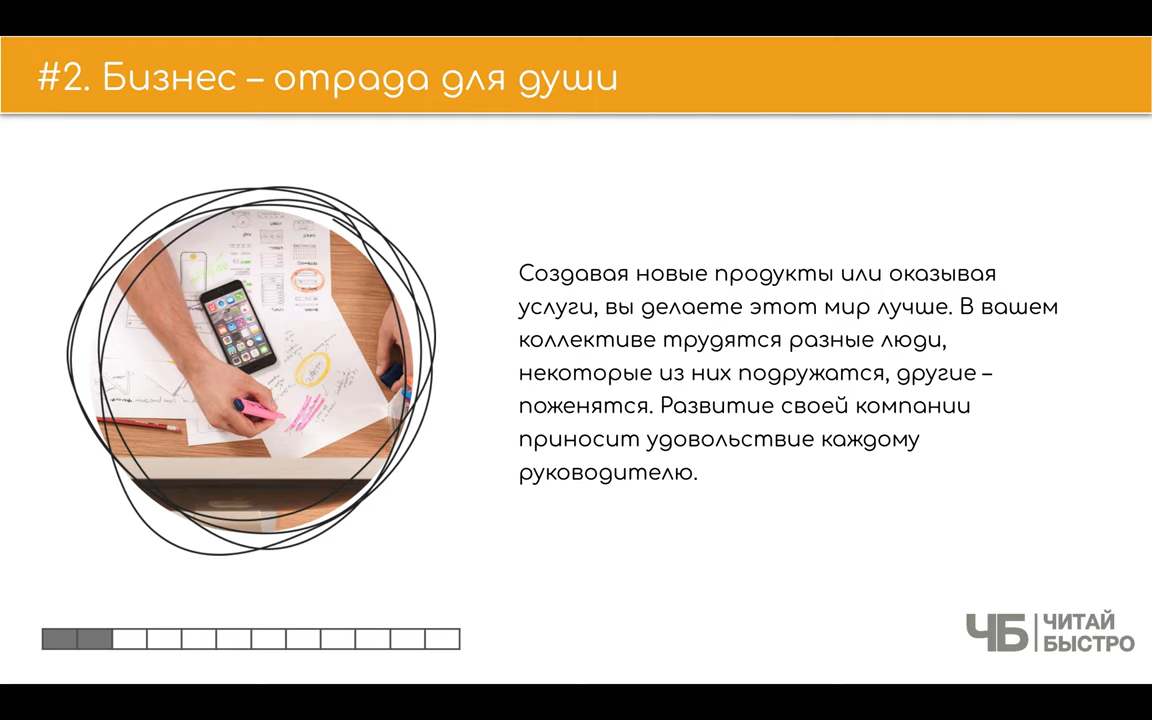 #2. Бизнес – отрада для души
Создавая новые продукты или оказывая
услуги, вы делаете этот мир лучше. В вашем
коллективе трудятся разные люди,
некоторые из них подружатся, другие –
поженятся. Развитие своей компании
приносит удовольствие каждому
руководителю.
ЧБ
ЧИТАЙ
БЫСТРО